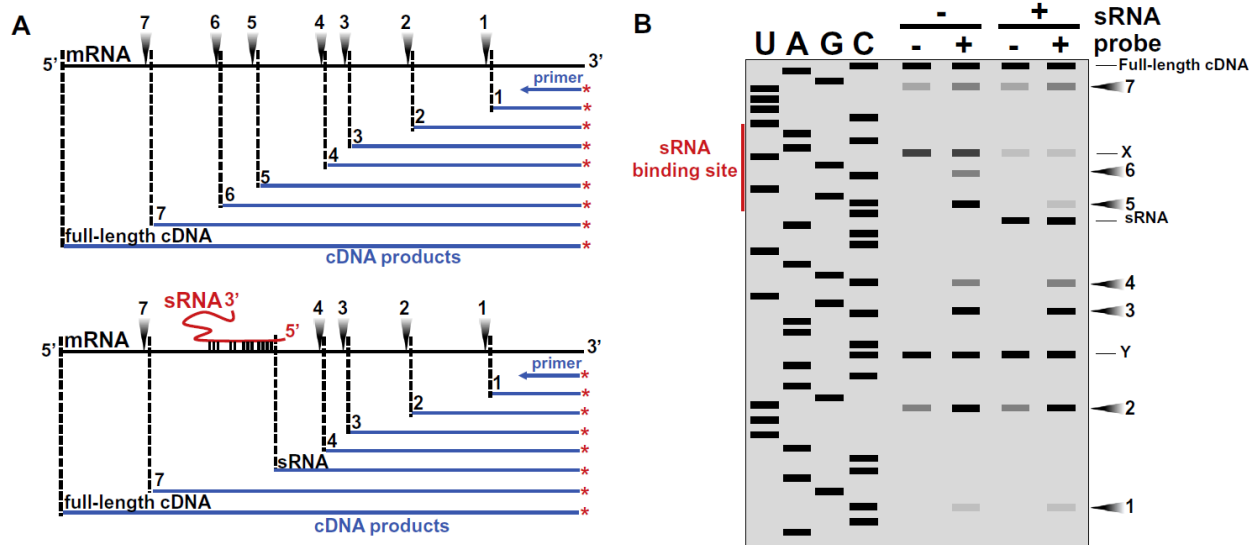 A
7 6 5 4 3 2 1
5' mRNA 3'
primer *
1 *
2 *
3 *
4 *
5 *
6 *
7 *
full-length cDNA *
cDNA products
7 sRNA 3' 5' 4 3 2 1
5' mRNA 3'
primer *
1 *
2 *
3 *
4 *
sRNA *
7 *
full-length cDNA *
cDNA products
B
- + sRNA
U A G C - + - + probe
Full-length cDNA
7
X
6
5
sRNA
4
3
Y
2
1
sRNA
binding site